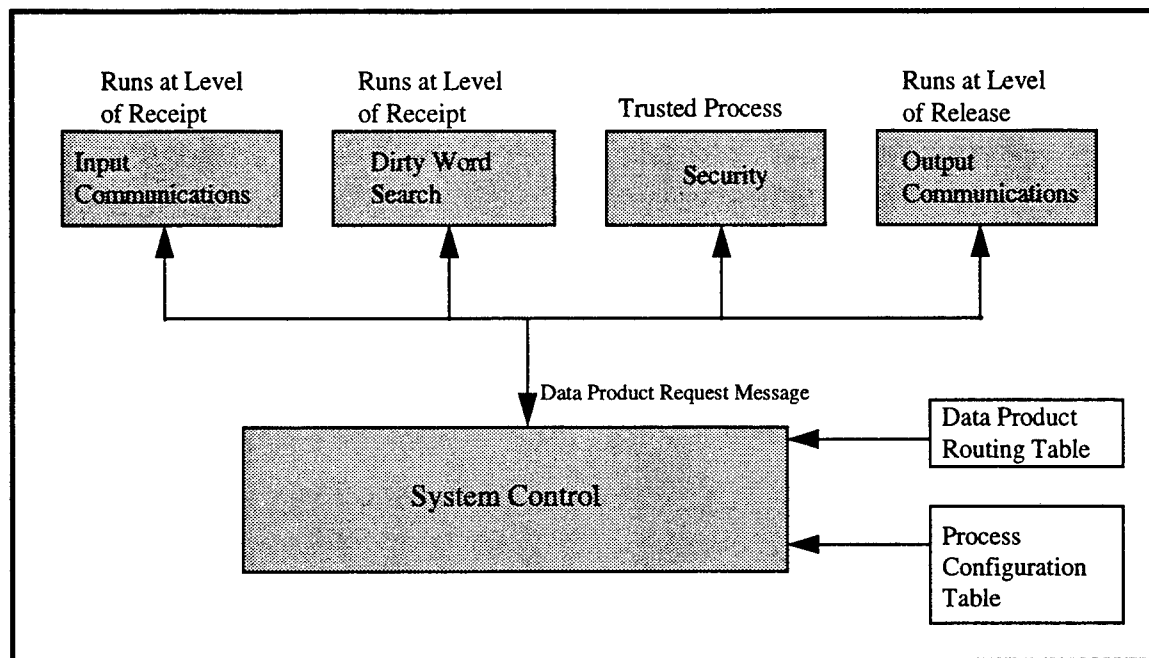 Runs at Level
of Receipt
Runs at Level
of Receipt
Trusted Process
Runs at Level
of Release
Input
Communications
Dirty Word
Search
Security
Output
Communications
Data Product Request Message
System Control
Data Product
Routing Table
Process
Configuration
Table